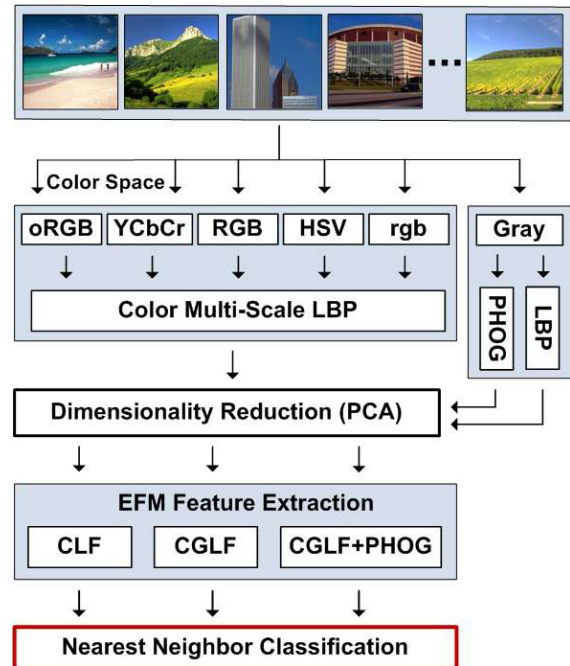 Color Space
oRGB YCbCr RGB HSV rgb Gray
Color Multi-Scale LBP
PHOG LBP
Dimensionality Reduction (PCA)
EFM Feature Extraction
CLF CGLF CGLF+PHOG
Nearest Neighbor Classification